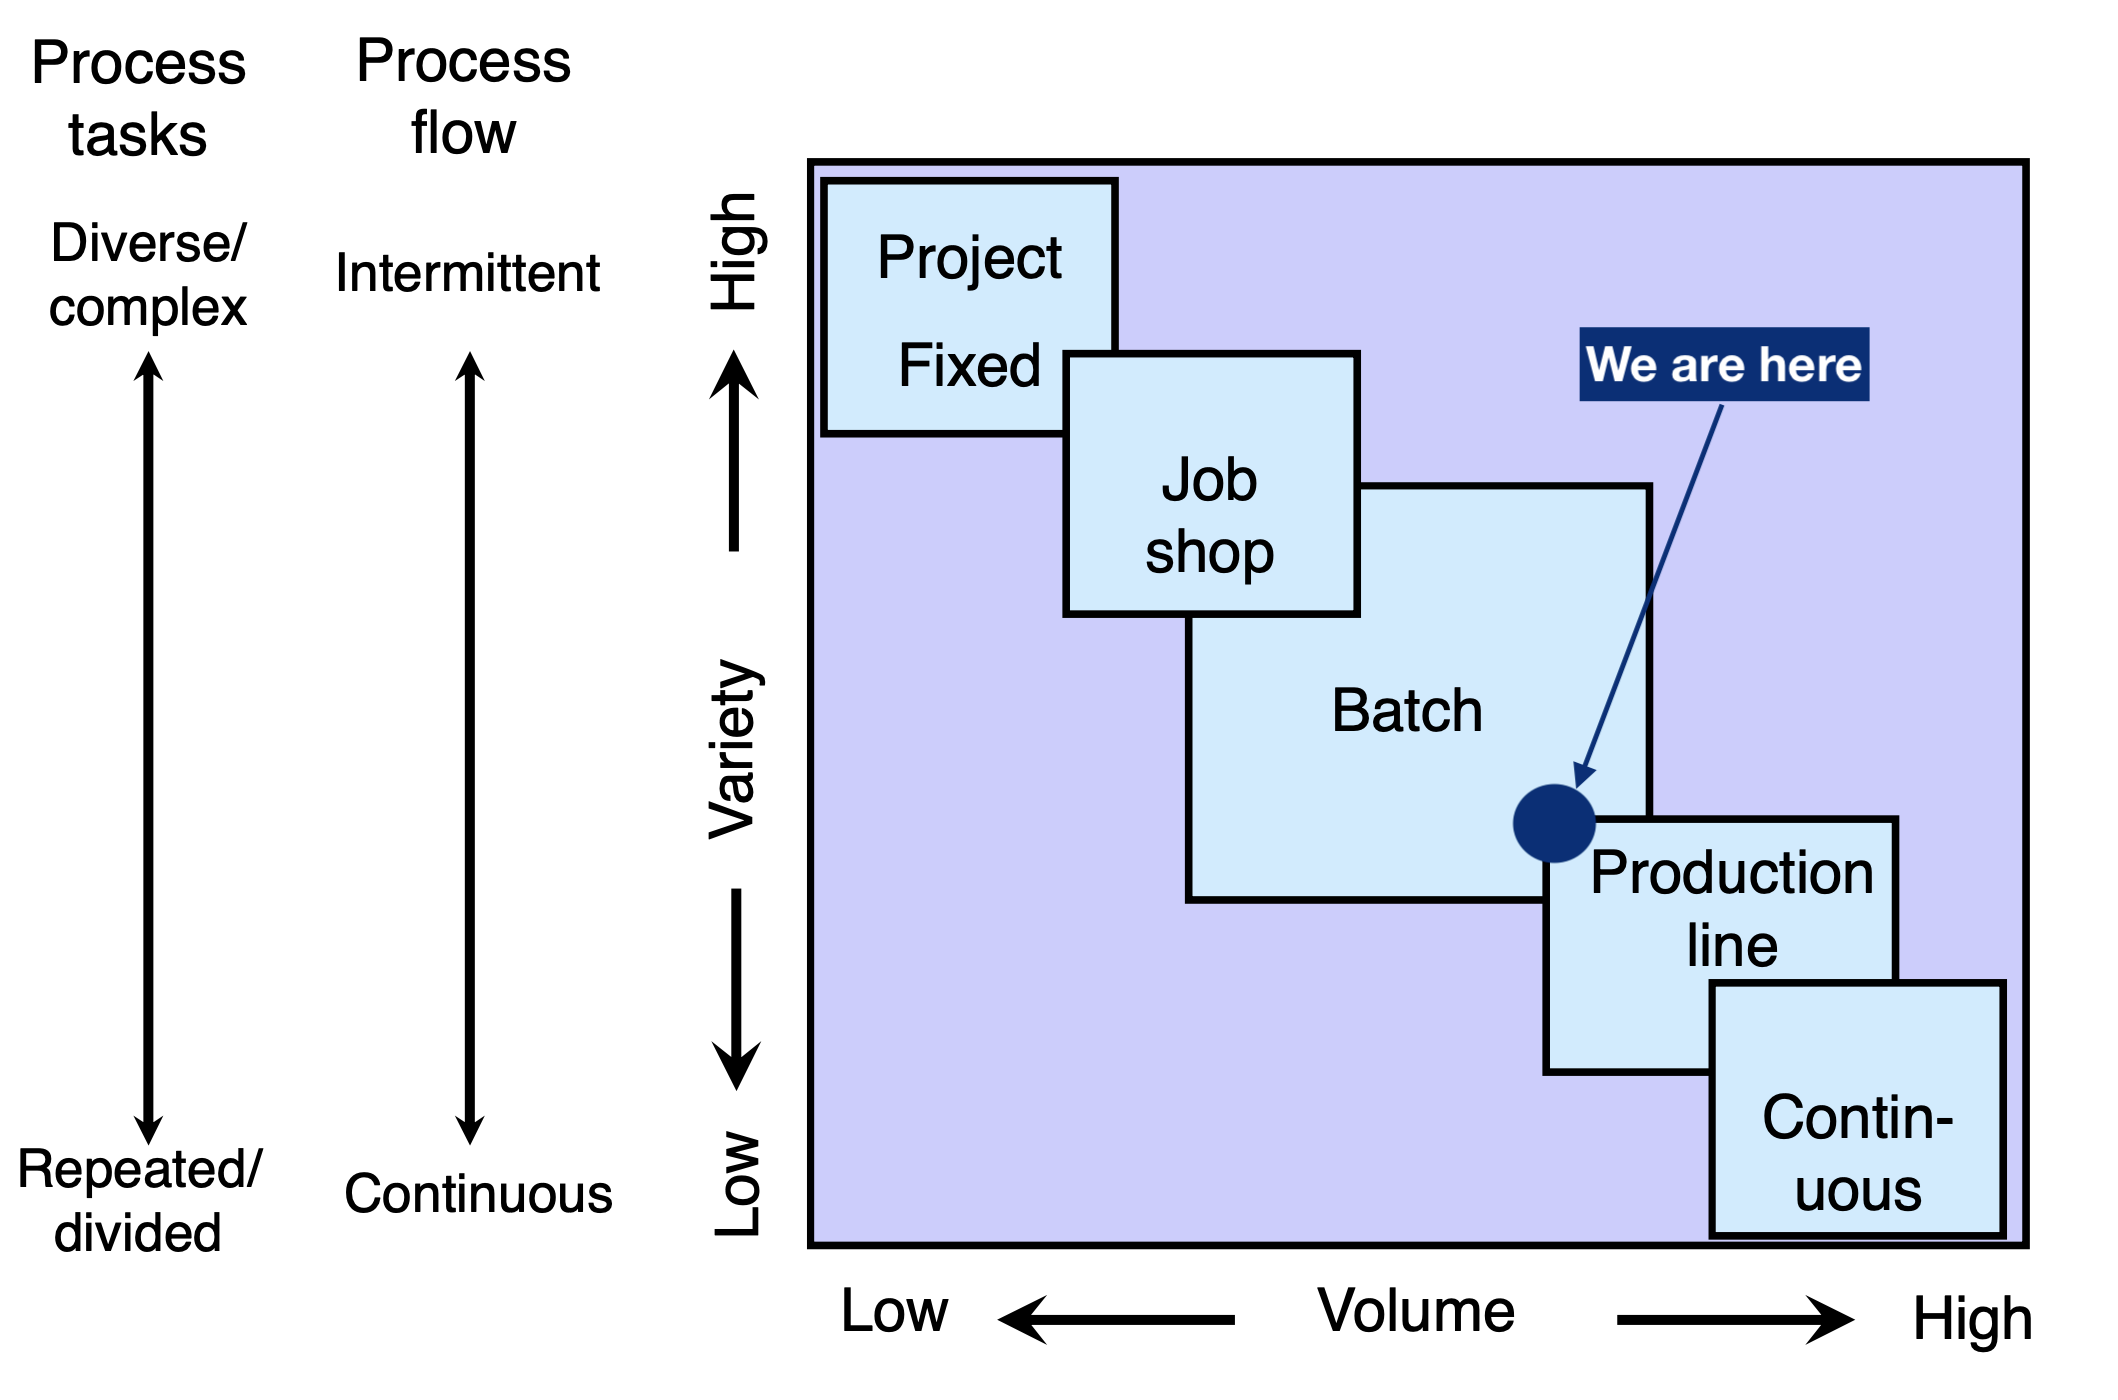 Process
tasks
Process
flow
Diverse/
complex
Intermittent
High
Variety
Low
Repeated/
divided
Continuous
Project
Fixed
We are here
Job
shop
Batch
Production
line
Contin-
uous
Low
Volume
High